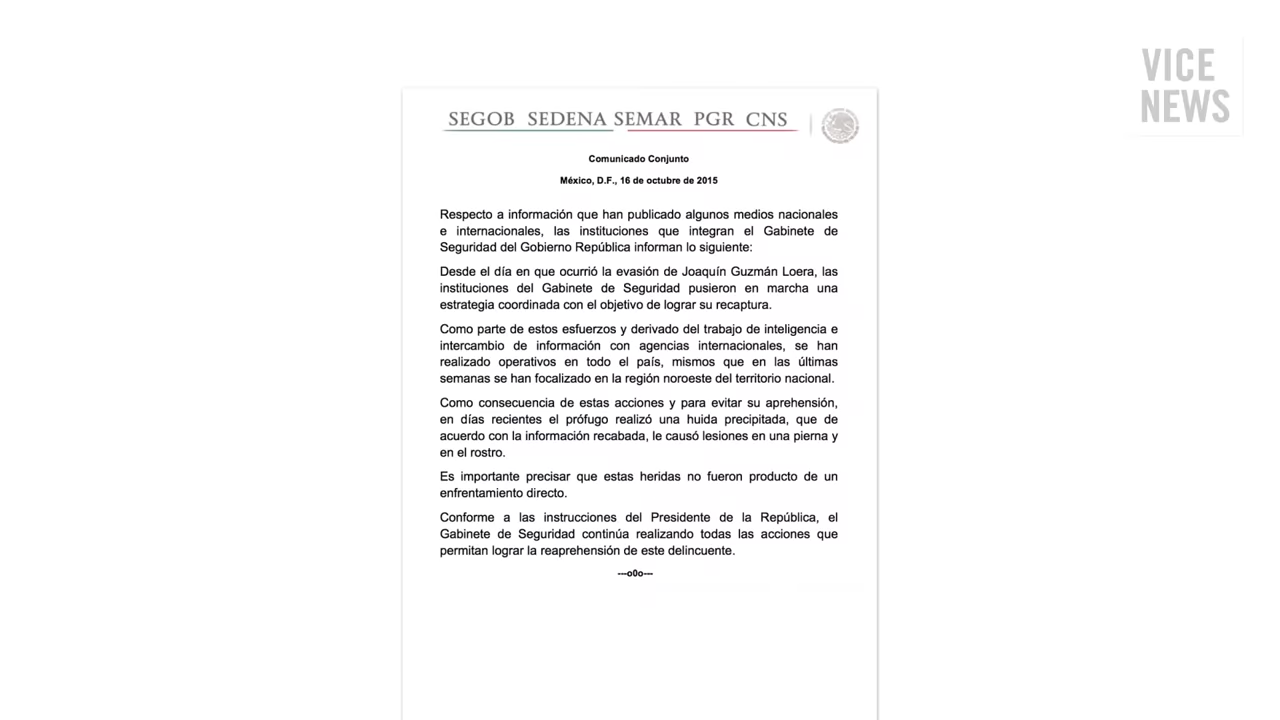 VICE
NEWS
SEGOB SEDENA SEMAR PGR CNS
Comunicado Conjunto
México, D.F., 16 de octubre de 2015
Respecto a información que han publicado algunos medios nacionales
e internacionales, las instituciones que integran el Gabinete de
Seguridad del Gobierno República informan lo siguiente:
Desde el día en que ocurrió la evasión de Joaquín Guzmán Loera, las
instituciones del Gabinete de Seguridad pusieron en marcha una
estrategia coordinada con el objetivo de lograr su recaptura.
Como parte de estos esfuerzos y derivado del trabajo de inteligencia e
intercambio de información con agencias internacionales, se han
realizado operativos en todo el país, mismos que en las últimas
semanas se han focalizado en la región noroeste del territorio nacional.
Como consecuencia de estas acciones y para evitar su aprehensión,
en días recientes el prófugo realizó una huida precipitada, que de
acuerdo con la información recabada, le causó lesiones en una pierna y
en el rostro.
Es importante precisar que estas heridas no fueron producto de un
enfrentamiento directo.
Conforme a las instrucciones del Presidente de la República, el
Gabinete de Seguridad continúa realizando todas las acciones que
permitan lograr la reaprehensión de este delincuente.
---o0o---